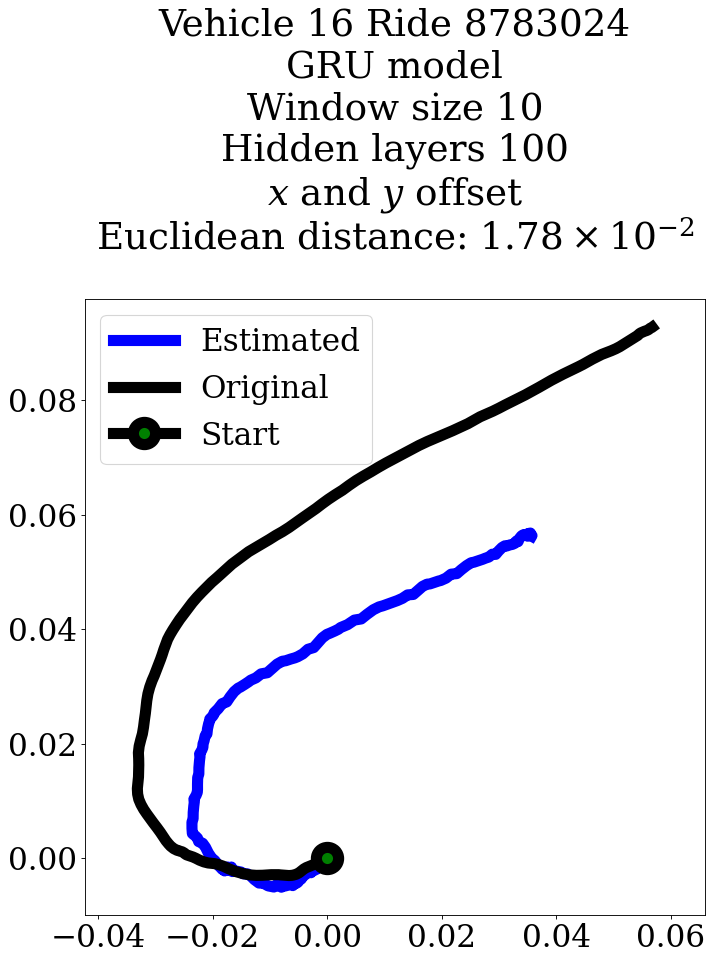 Vehicle 16 Ride 8783024
GRU model
Window size 10
Hidden layers 100
x and y offset
Euclidean distance: 1.78 × 10⁻²
Estimated
Original
Start
0.08
0.06
0.04
0.02
0.00
−0.04 −0.02 0.00 0.02 0.04 0.06